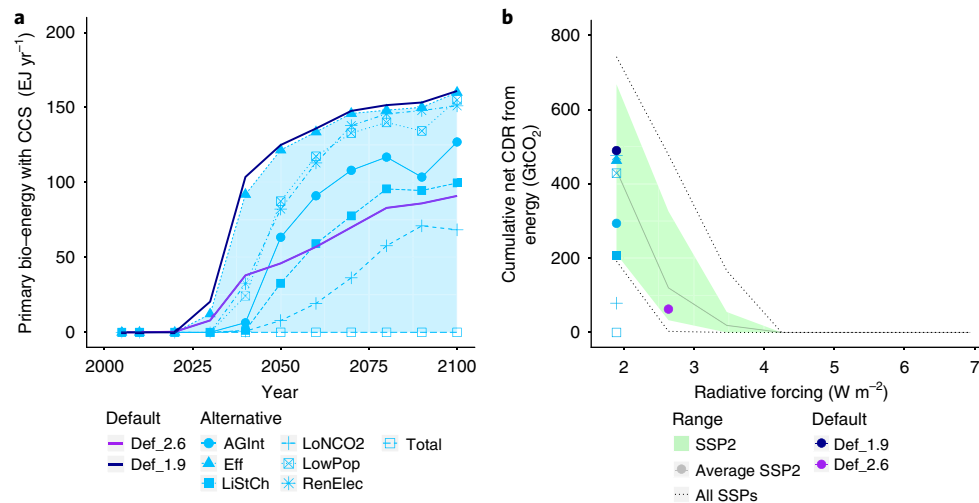 a
Primary bio–energy with CCS (EJ yr⁻¹)
200
150
100
50
0
2000
2025
2050
2075
2100
Year
Default
Def_2.6
Def_1.9
Alternative
AGInt
Eff
LiStCh
LoNCO2
LowPop
RenElec
Total
b
Cumulative net CDR from
energy (GtCO₂)
800
600
400
200
0
2
3
4
5
6
7
Radiative forcing (W m⁻²)
Range
SSP2
Average SSP2
All SSPs
Default
Def_1.9
Def_2.6